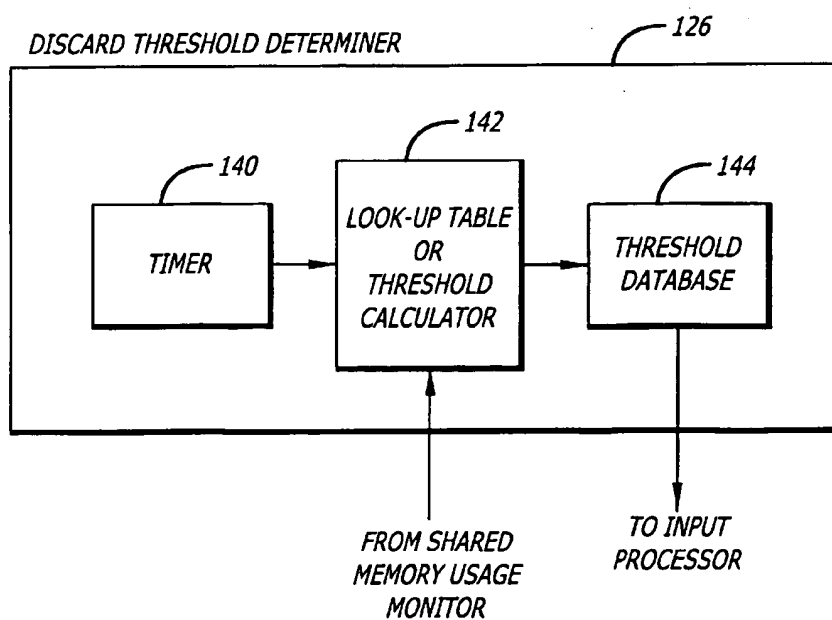 DISCARD THRESHOLD DETERMINER
126
140
142
144
TIMER
LOOK-UP TABLE
OR
THRESHOLD
CALCULATOR
THRESHOLD
DATABASE
FROM SHARED
MEMORY USAGE
MONITOR
TO INPUT
PROCESSOR